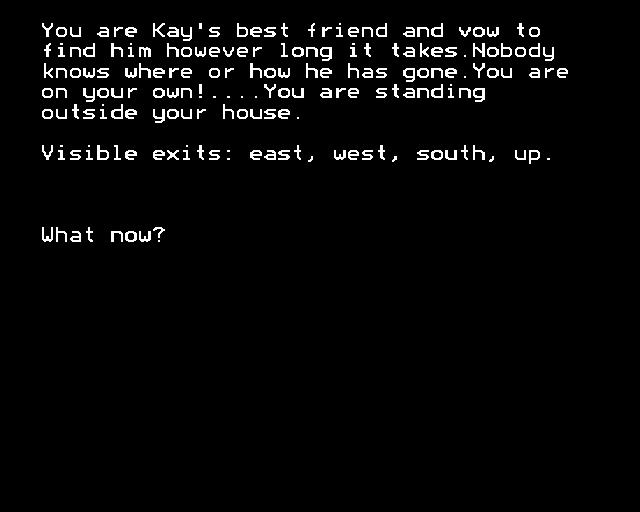 You are Kay's best friend and vow to
find him however long it takes.Nobody
knows where or how he has gone.You are
on your own!....You are standing
outside your house.
Visible exits: east, west, south, up.
What now?